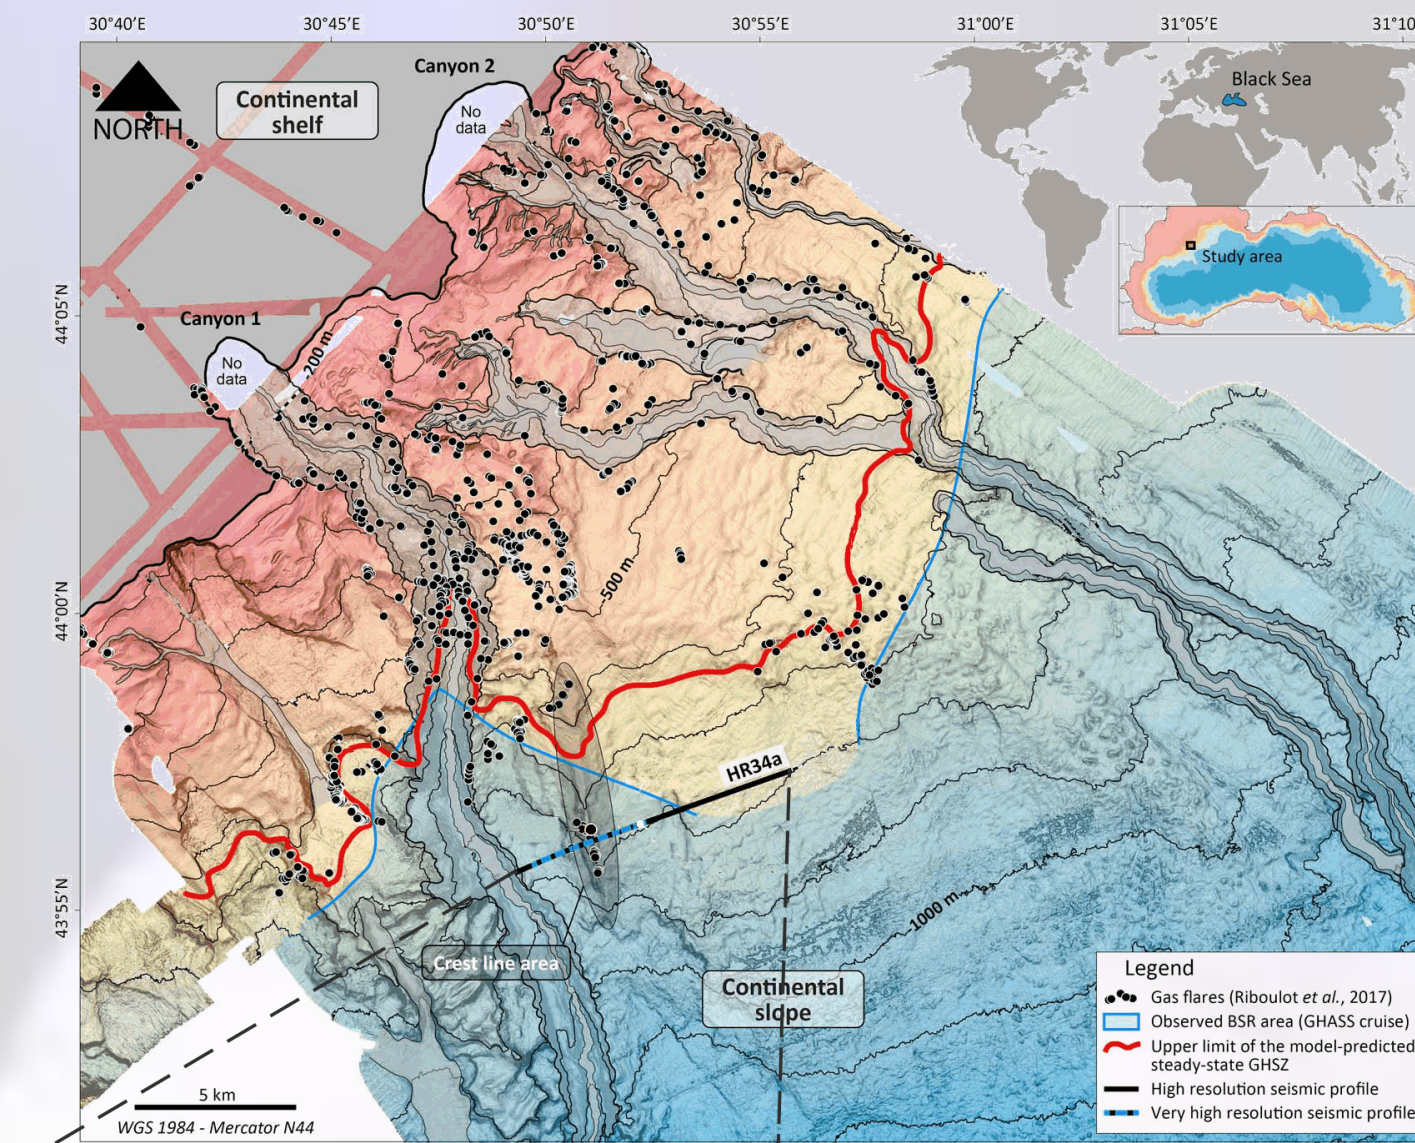 30°40’E 30°45’E 30°50’E 30°55’E 31°00’E 31°05’E 31°10
Canyon 2
Black Sea
Continental
shelf
NORTH
No
data
Study area
44°05’N
Canyon 1
200 m
No
data
500 m
44°00’N
HR34a
43°55’N
1000 m
Crest line area
Continental
slope
Legend
Gas flares (Riboulot et al., 2017)
Observed BSR area (GHASS cruise)
Upper limit of the model-predicted
steady-state GHSZ
High resolution seismic profile
Very high resolution seismic profile
5 km
WGS 1984 - Mercator N44